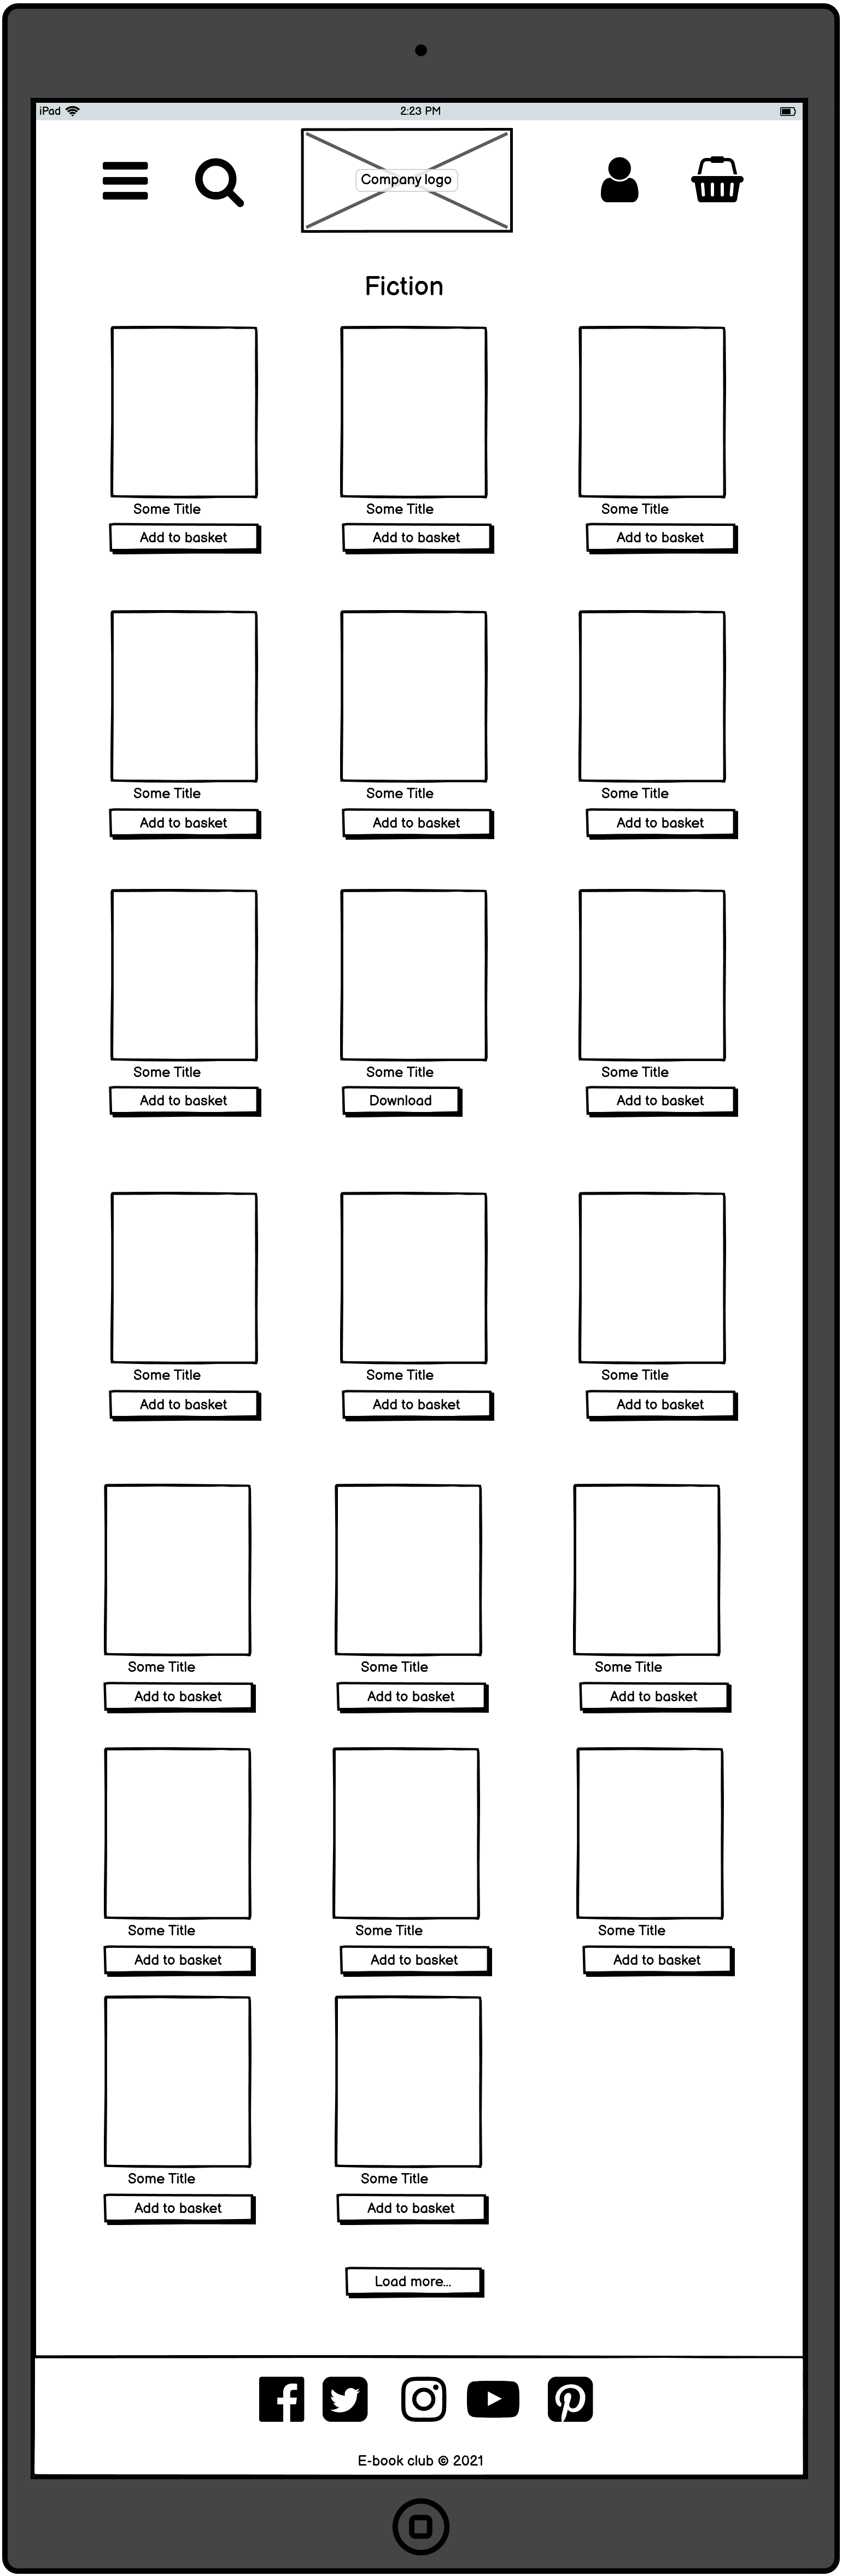 iPad 2:23 PM
Company logo
Fiction
Some Title Some Title Some Title
Add to basket Add to basket Add to basket
Some Title Some Title Some Title
Add to basket Add to basket Add to basket
Some Title Some Title Some Title
Add to basket Download Add to basket
Some Title Some Title Some Title
Add to basket Add to basket Add to basket
Some Title Some Title Some Title
Add to basket Add to basket Add to basket
Some Title Some Title Some Title
Add to basket Add to basket Add to basket
Some Title Some Title
Add to basket Add to basket
Load more...
E-book club © 2021